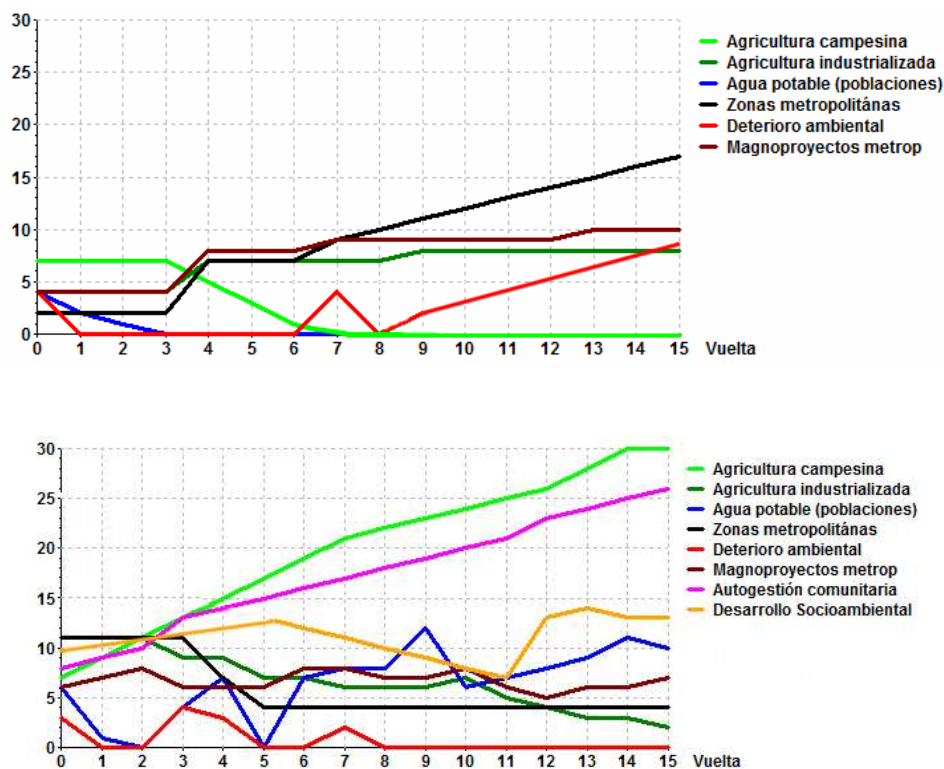 30
25
20
15
10
5
0
0 1 2 3 4 5 6 7 8 9 10 11 12 13 14 15 Vuelta
Agricultura campesina
Agricultura industrializada
Agua potable (poblaciones)
Zonas metropolitánas
Deterioro ambiental
Magnoproyectos metrop
30
25
20
15
10
5
0
0 1 2 3 4 5 6 7 8 9 10 11 12 13 14 15 Vuelta
Agricultura campesina
Agricultura industrializada
Agua potable (poblaciones)
Zonas metropolitánas
Deterioro ambiental
Magnoproyectos metrop
Autogestión comunitaria
Desarrollo Socioambiental